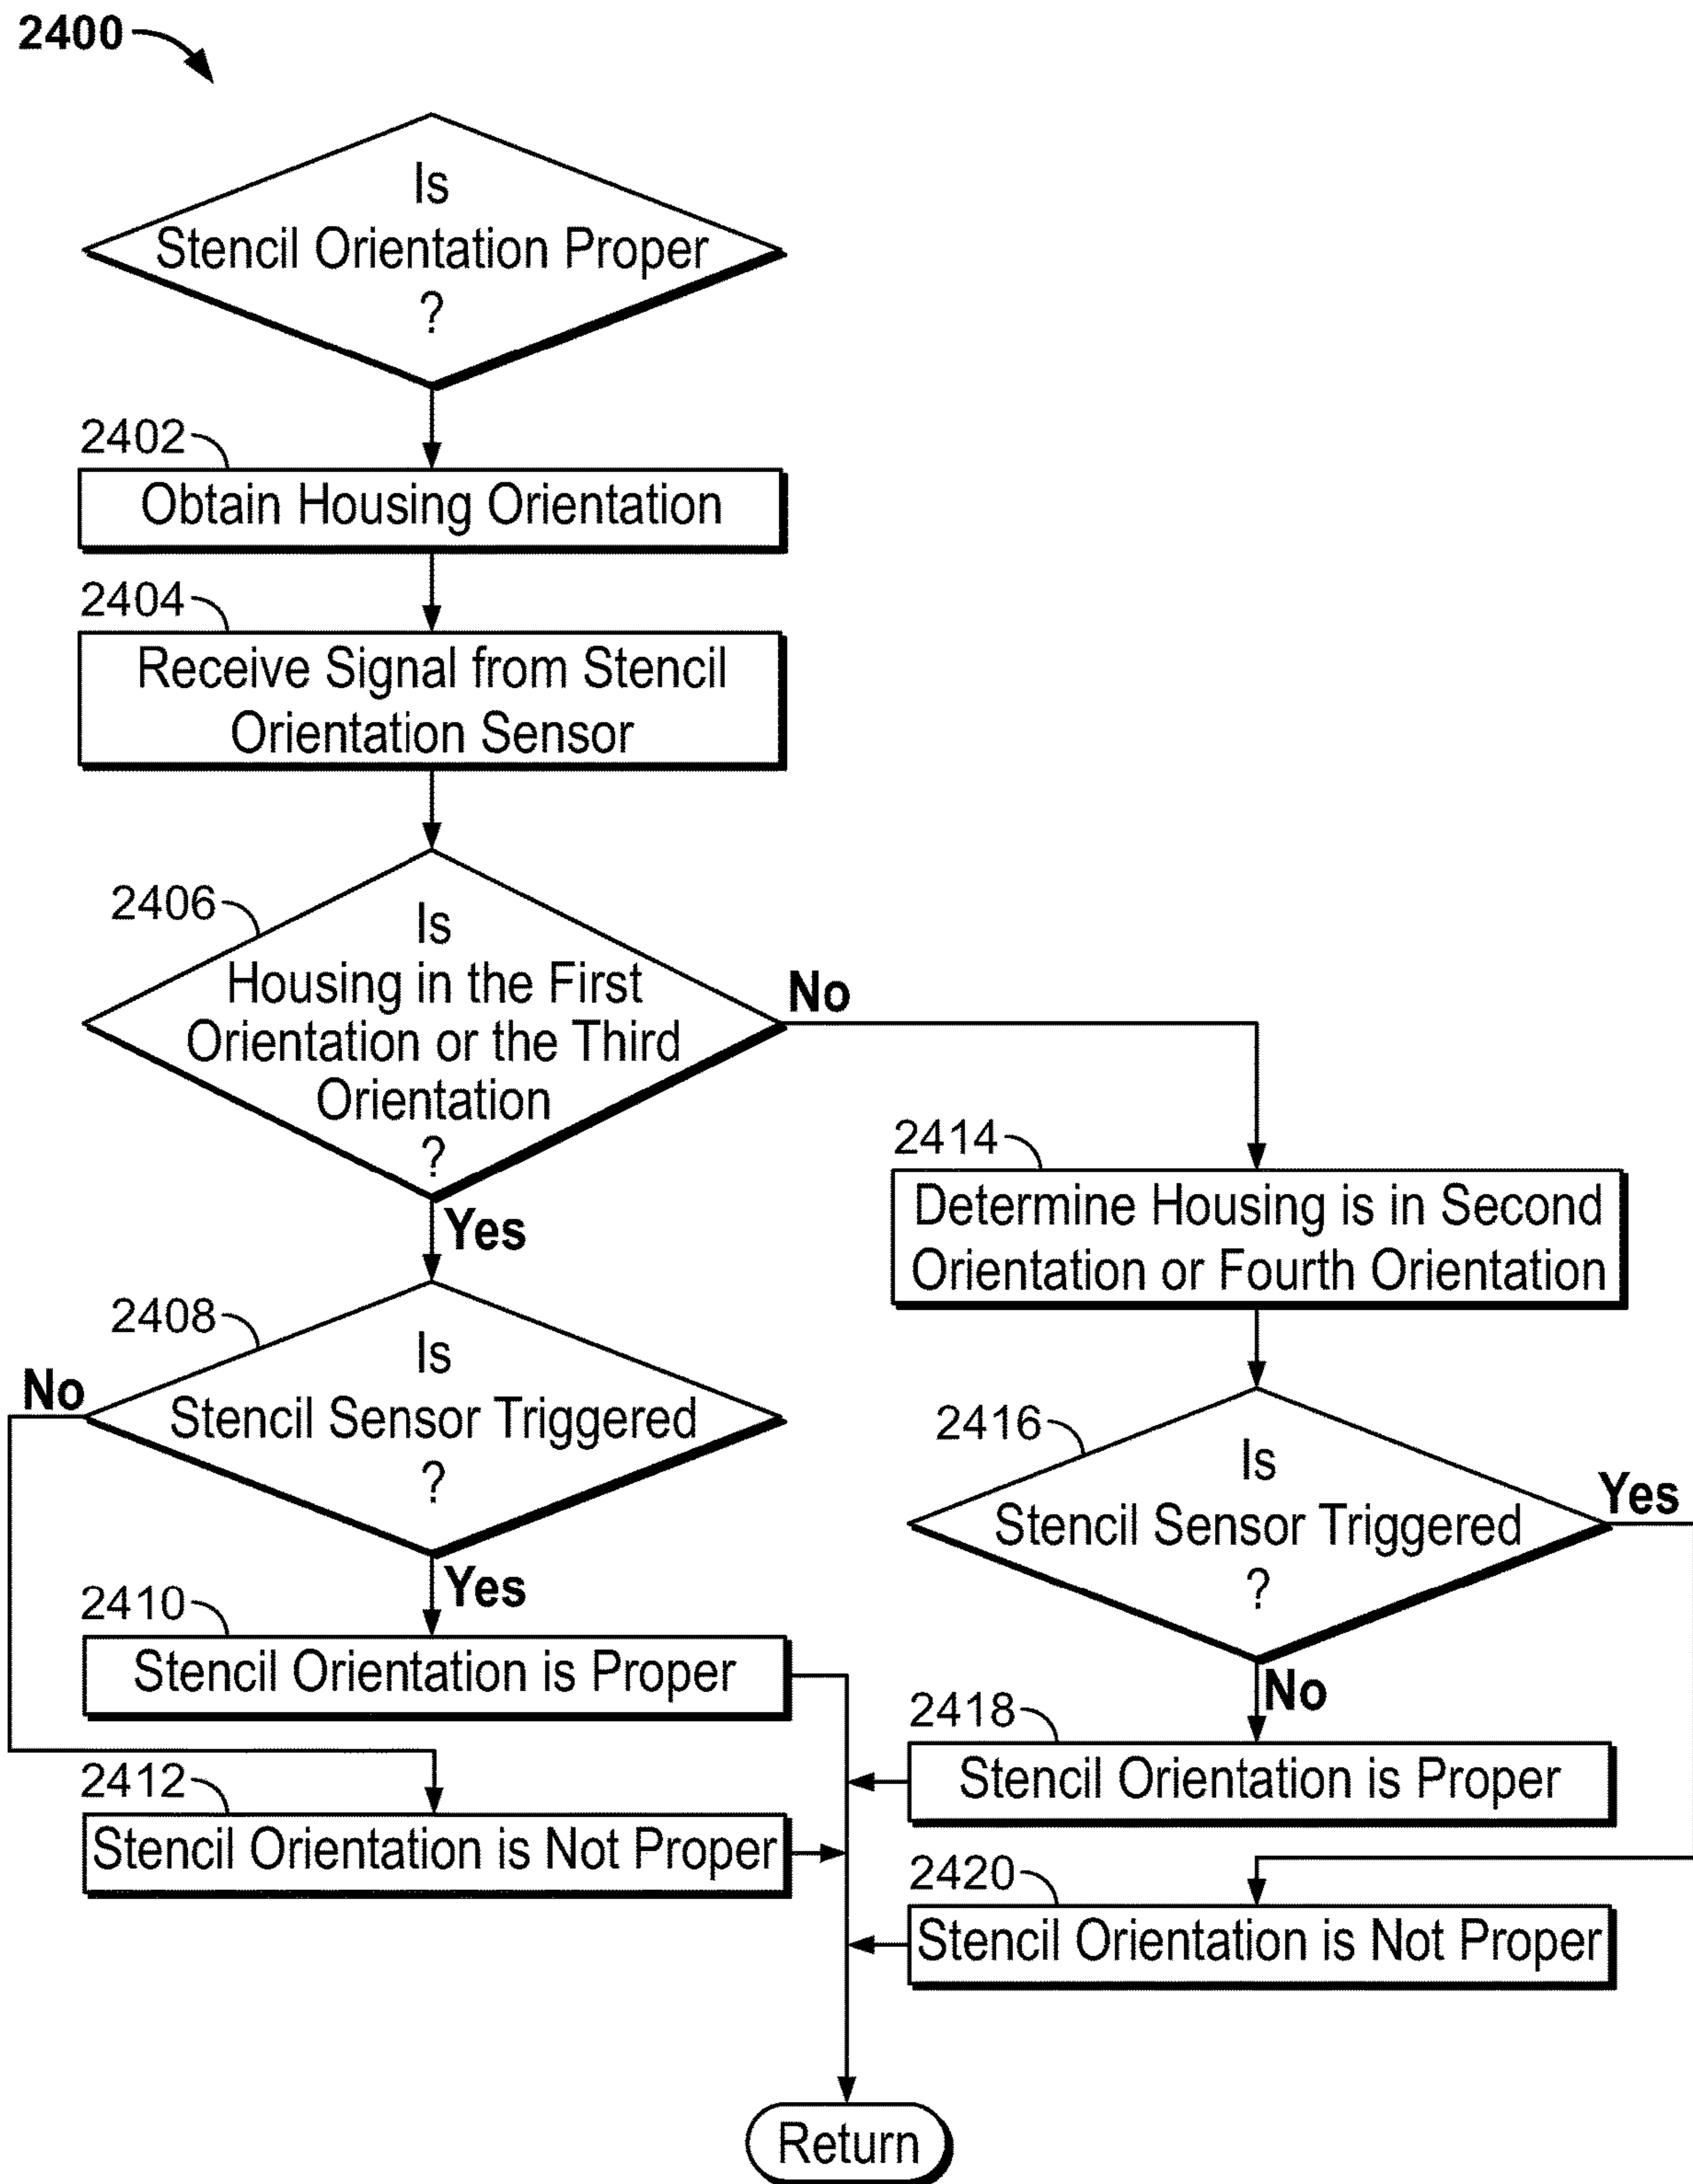 2400
Is
Stencil Orientation Proper
?
2402
Obtain Housing Orientation
2404
Receive Signal from Stencil
Orientation Sensor
2406
Is
Housing in the First
Orientation or the Third
Orientation
?
No
Yes
2414
Determine Housing is in Second
Orientation or Fourth Orientation
2408
Is
Stencil Sensor Triggered
?
No
Yes
2416
Is
Stencil Sensor Triggered
?
Yes
No
2410
Stencil Orientation is Proper
2412
Stencil Orientation is Not Proper
2418
Stencil Orientation is Proper
2420
Stencil Orientation is Not Proper
Return